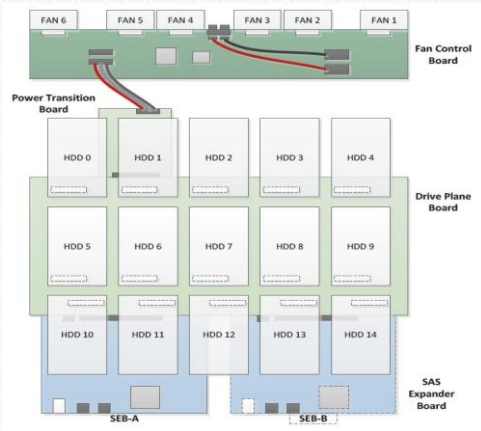 FAN 6 FAN 5 FAN 4 FAN 3 FAN 2 FAN 1
Fan Control
Board
Power Transition
Board
HDD 0 HDD 1 HDD 2 HDD 3 HDD 4
Drive Plane
Board
HDD 5 HDD 6 HDD 7 HDD 8 HDD 9
HDD 10 HDD 11 HDD 12 HDD 13 HDD 14
SAS
Expander
Board
SEB-A SEB-B